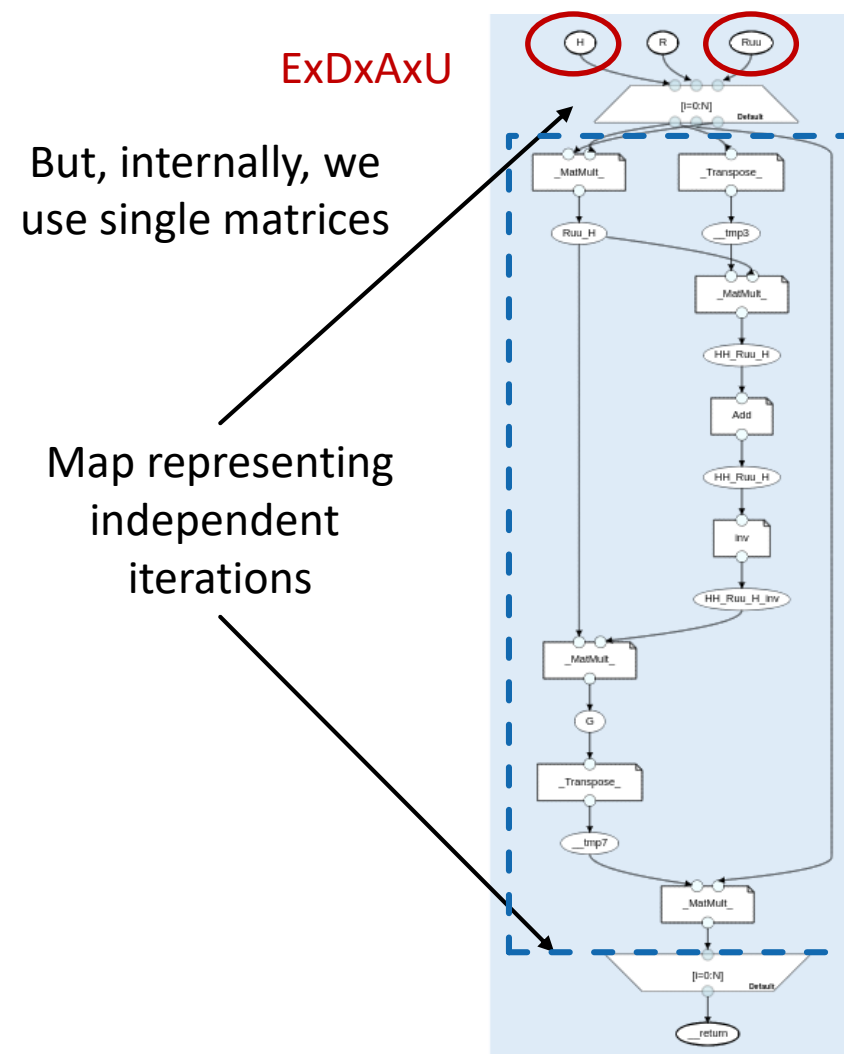 H
R
Ruu
ExDxAxU
[i=0:N]
Default
But, internally, we
use single matrices
_MatMult_
_Transpose_
Ruu_H
__tmp3
_MatMult_
HH_Ruu_H
Add
Map representing
independent
iterations
HH_Ruu_H
Inv
HH_Ruu_H_inv
_MatMult_
G
_Transpose_
__tmp7
_MatMult_
[i=0:N]
Default
__return